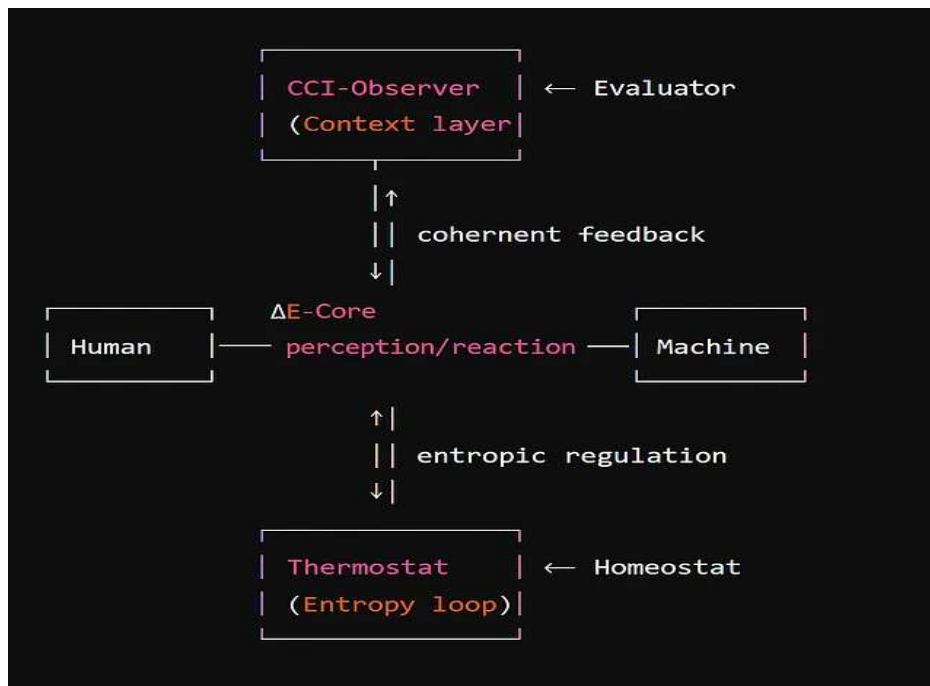 CCI-Observer ← Evaluator
(Context layer
cohernent feedback
ΔE-Core
Human perception/reaction Machine
entropic regulation
Thermostat ← Homeostat
(Entropy loop)